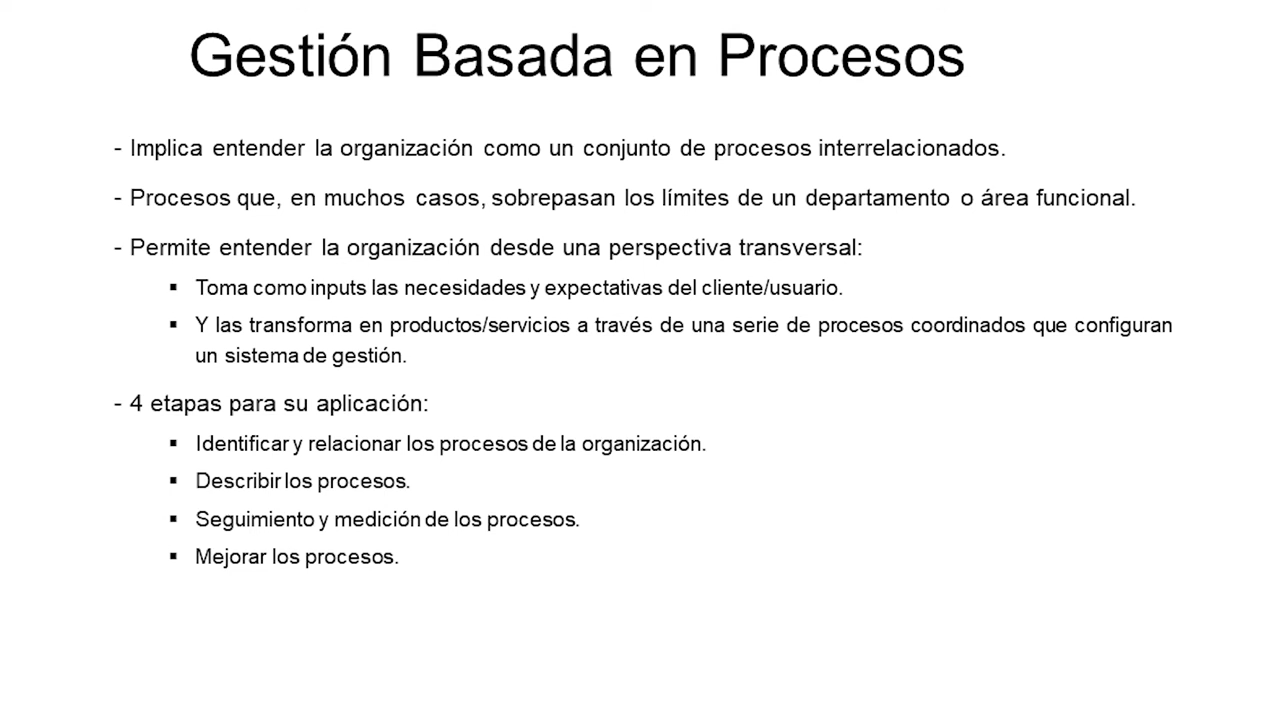 Gestión Basada en Procesos
- Implica entender la organización como un conjunto de procesos interrelacionados.
- Procesos que, en muchos casos, sobrepasan los límites de un departamento o área funcional.
- Permite entender la organización desde una perspectiva transversal:
▪ Toma como inputs las necesidades y expectativas del cliente/usuario.
▪ Y las transforma en productos/servicios a través de una serie de procesos coordinados que configuran
un sistema de gestión.
- 4 etapas para su aplicación:
▪ Identificar y relacionar los procesos de la organización.
▪ Describir los procesos.
▪ Seguimiento y medición de los procesos.
▪ Mejorar los procesos.